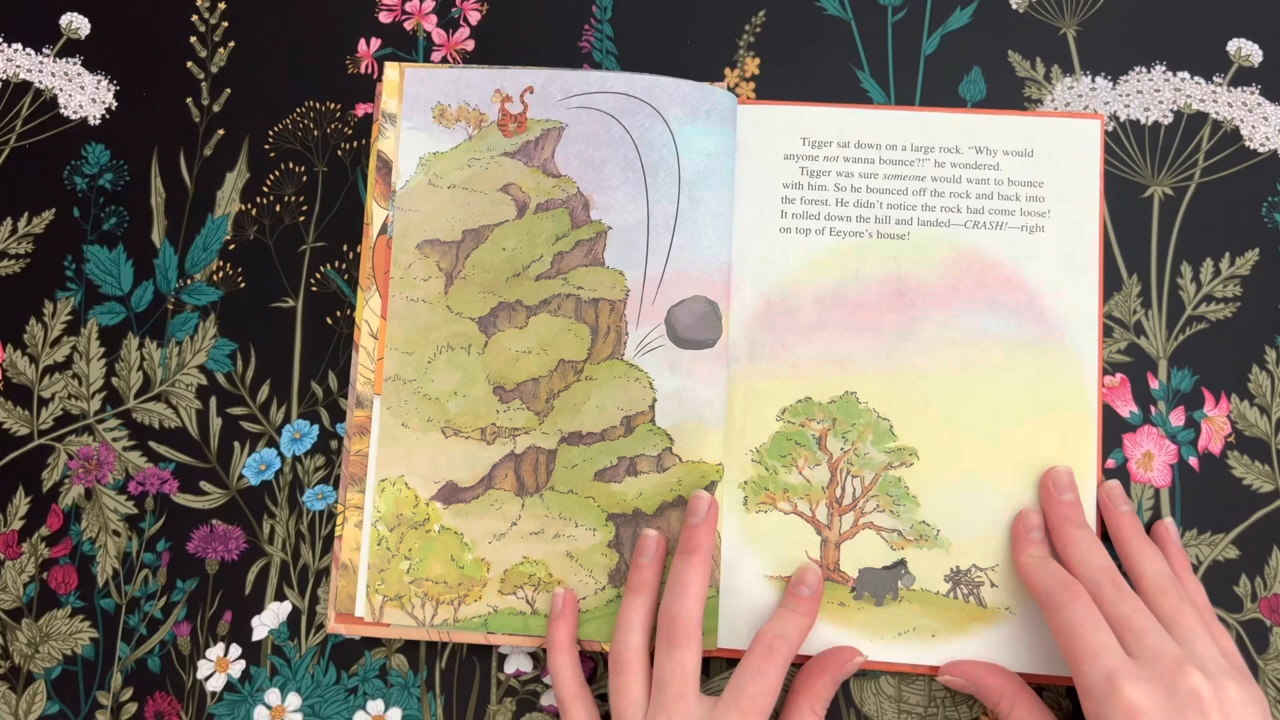 Tigger sat down on a large rock. “Why would
anyone not wanna bounce?!” he wondered.
Tigger was sure someone would want to bounce
with him. So he bounced off the rock and back into
the forest. He didn’t notice the rock had come loose!
It rolled down the hill and landed—CRASH!—right
on top of Eeyore’s house!